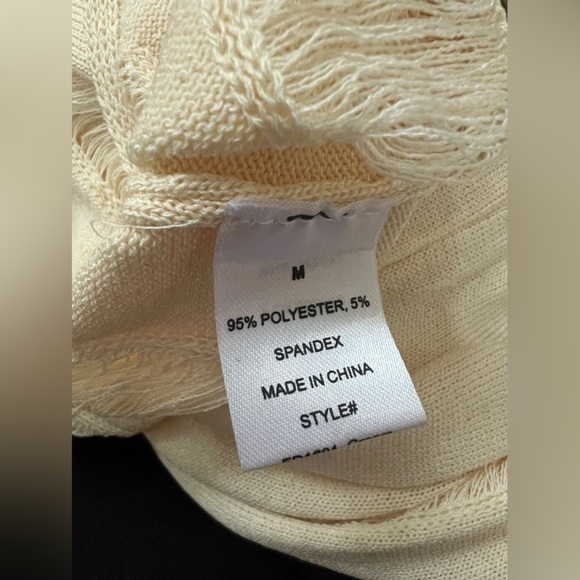 M
95% POLYESTER, 5%
SPANDEX
MADE IN CHINA
STYLE#